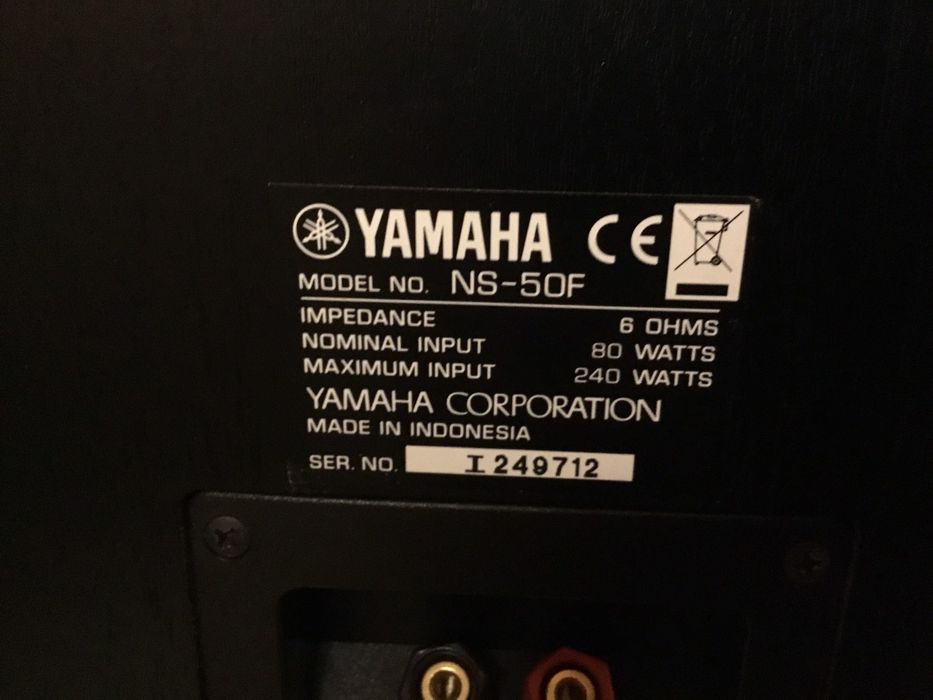 YAMAHA CE
MODEL NO. NS-50F
IMPEDANCE 6 OHMS
NOMINAL INPUT 80 WATTS
MAXIMUM INPUT 240 WATTS
YAMAHA CORPORATION
MADE IN INDONESIA
SER. NO. I 249712